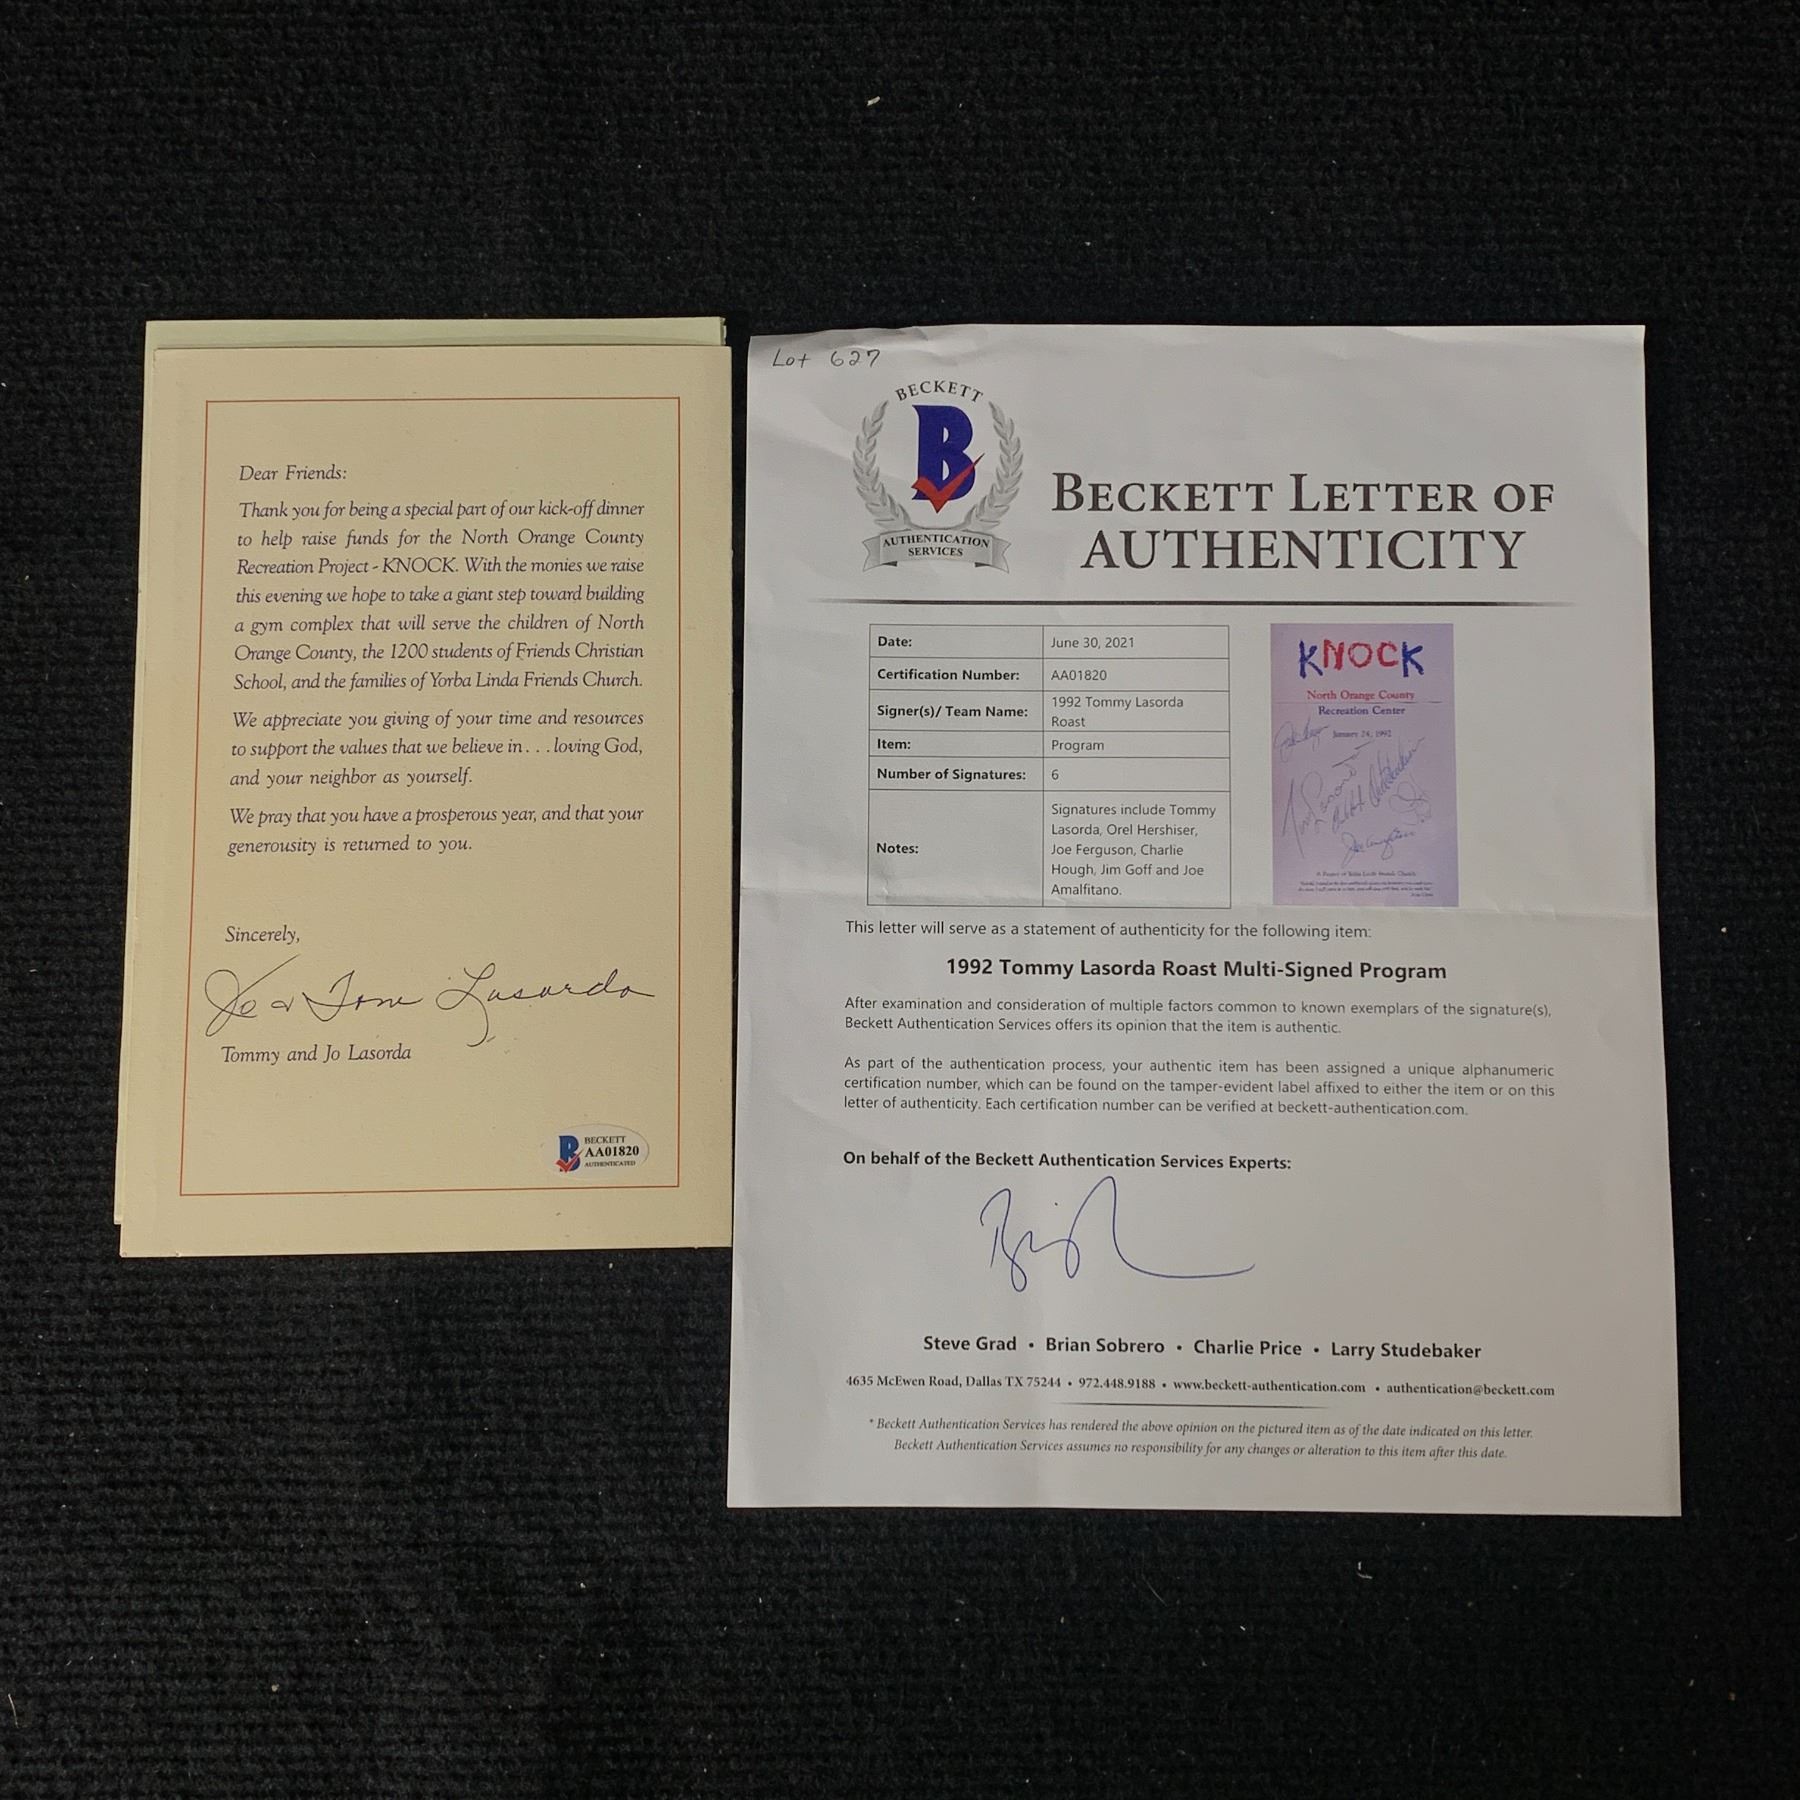 Dear Friends:
Thank you for being a special part of our kick-off dinner
to help raise funds for the North Orange County
Recreation Project - KNOCK. With the monies we raise
this evening we hope to take a giant step toward building
a gym complex that will serve the children of North
Orange County, the 1200 students of Friends Christian
School, and the families of Yorba Linda Friends Church.
We appreciate you giving of your time and resources
to support the values that we believe in. . . loving God,
and your neighbor as yourself.
We pray that you have a prosperous year, and that your
generousity is returned to you.
Sincerely,
Jo & Tom Lasorda
Tommy and Jo Lasorda
BECKETT
AA01820
AUTHENTICATED
Lot 627
BECKETT
B
AUTHENTICATION
SERVICES
BECKETT LETTER OF
AUTHENTICITY
Date: June 30, 2021
Certification Number: AA01820
Signer(s)/ Team Name: 1992 Tommy Lasorda
Roast
Item: Program
Number of Signatures: 6
Notes: Signatures include Tommy
Lasorda, Orel Hershiser,
Joe Ferguson, Charlie
Hough, Jim Goff and Joe
Amalfitano.
KNOCK
North Orange County
Recreation Center
January 24, 1992
A Project of Yorba Linda Friends Church
This letter will serve as a statement of authenticity for the following item:
1992 Tommy Lasorda Roast Multi-Signed Program
After examination and consideration of multiple factors common to known exemplars of the signature(s),
Beckett Authentication Services offers its opinion that the item is authentic.
As part of the authentication process, your authentic item has been assigned a unique alphanumeric
certification number, which can be found on the tamper-evident label affixed to either the item or on this
letter of authenticity. Each certification number can be verified at beckett-authentication.com.
On behalf of the Beckett Authentication Services Experts:
Steve Grad • Brian Sobrero • Charlie Price • Larry Studebaker
4635 McEwen Road, Dallas TX 75244 • 972.448.9188 • www.beckett-authentication.com • authentication@beckett.com
* Beckett Authentication Services has rendered the above opinion on the pictured item as of the date indicated on this letter.
Beckett Authentication Services assumes no responsibility for any changes or alteration to this item after this date.